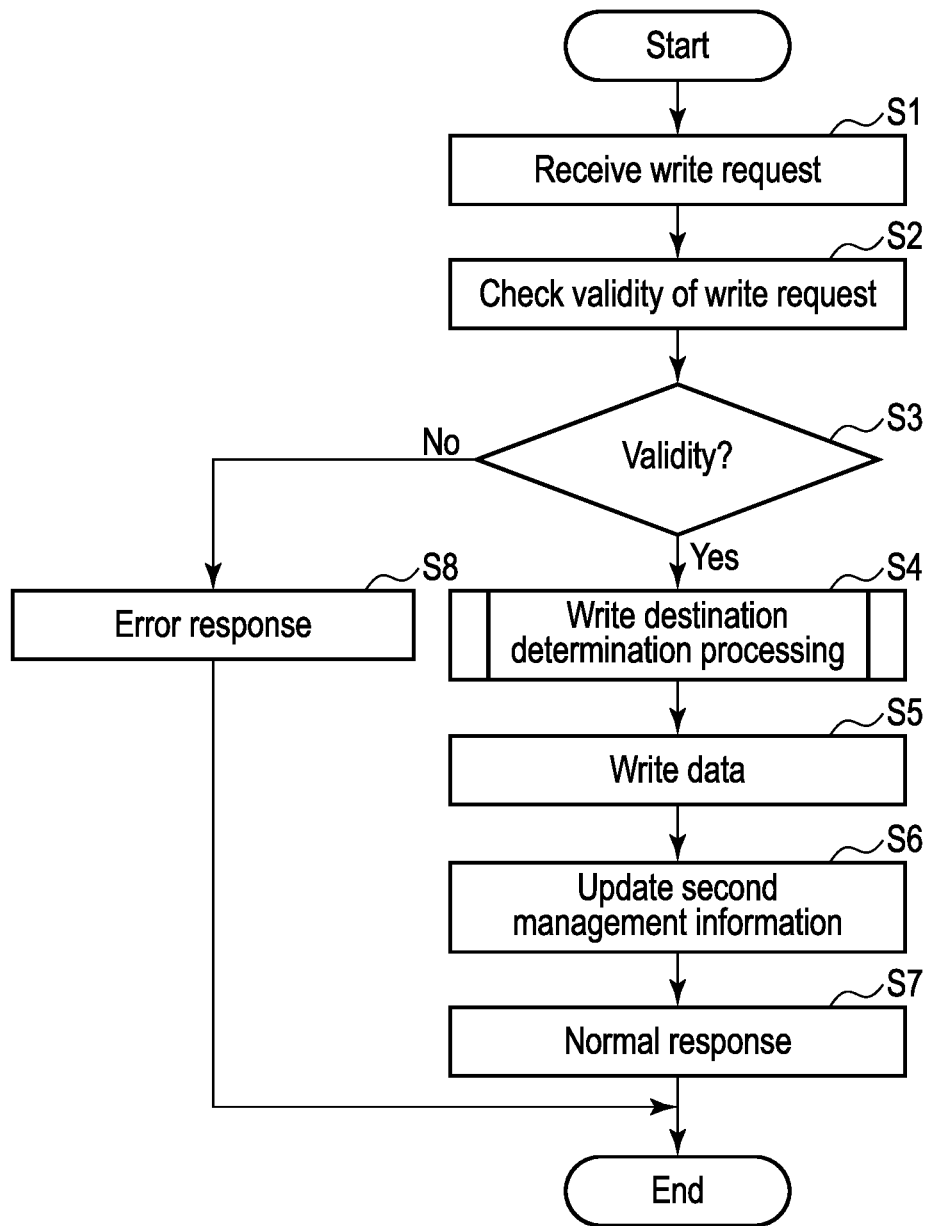 Start
S1
Receive write request
S2
Check validity of write request
S3
Validity?
No
Yes
S8
Error response
S4
Write destination
determination processing
S5
Write data
S6
Update second
management information
S7
Normal response
End